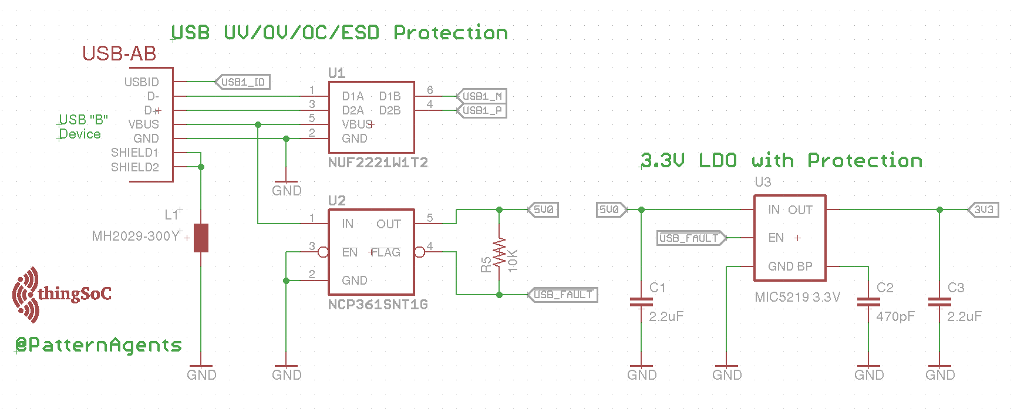 USB UV/OV/OC/ESD Protection
USB-AB
USBID
D-
D+
VBUS
GND
SHIELD1
SHIELD2
USB "B"
Device
USB1_ID
U1
1
3
5
2
D1A D1B
D2A D2B
VBUS
GND
6
4
USB1_N
USB1_P
NUF2221W1T2
GND
L1
MH2029-300Y
GND
U2
1
3
2
IN OUT
EN FLAG
GND
5
4
NCP361SNT1G
GND
5V0
R5
10K
USB_FAULT
3.3V LDO with Protection
U3
5V0
USB_FAULT
IN OUT
EN
GND BP
MIC5219 3.3V
3V3
C1
2.2uF
GND
GND
C2
470pF
GND
C3
2.2uF
GND
thingSoC
@PatternAgents